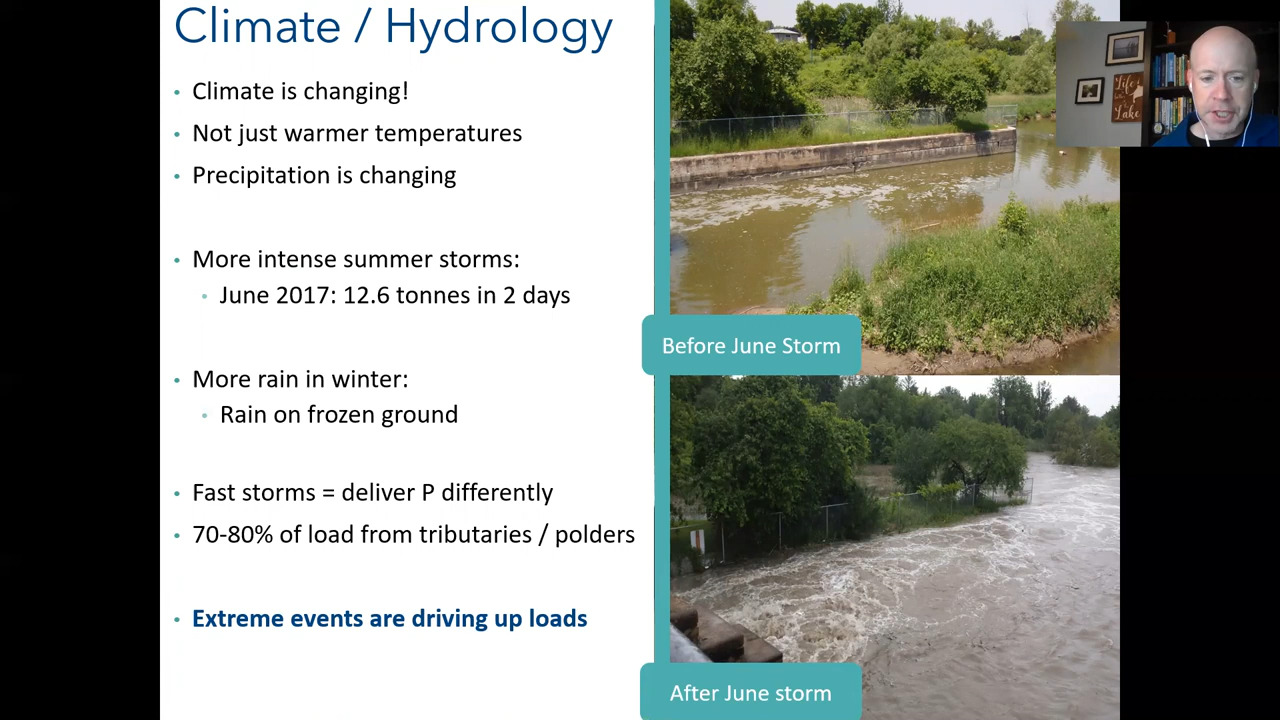 Climate / Hydrology
• Climate is changing!
• Not just warmer temperatures
• Precipitation is changing
• More intense summer storms:
• June 2017: 12.6 tonnes in 2 days
• More rain in winter:
• Rain on frozen ground
• Fast storms = deliver P differently
• 70-80% of load from tributaries / polders
• Extreme events are driving up loads
Before June Storm
After June storm
Life
Lake